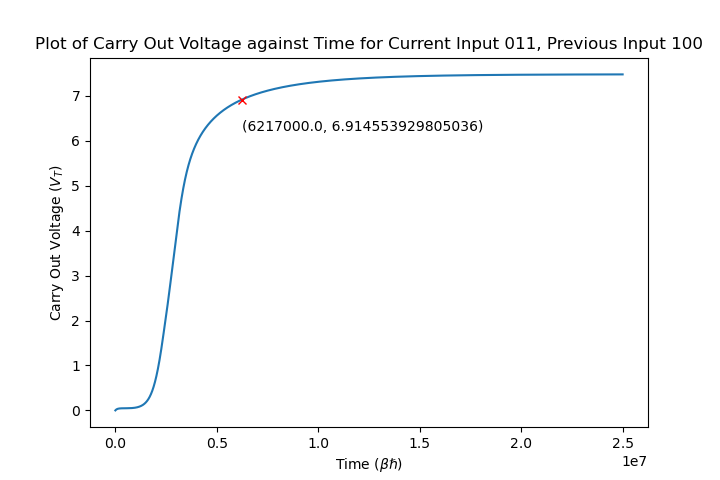 Plot of Carry Out Voltage against Time for Current Input 011, Previous Input 100
7
6
5
4
3
2
1
0
Carry Out Voltage (V_T)
(6217000.0, 6.914553929805036)
0.0 0.5 1.0 1.5 2.0 2.5
1e7
Time (βℏ)